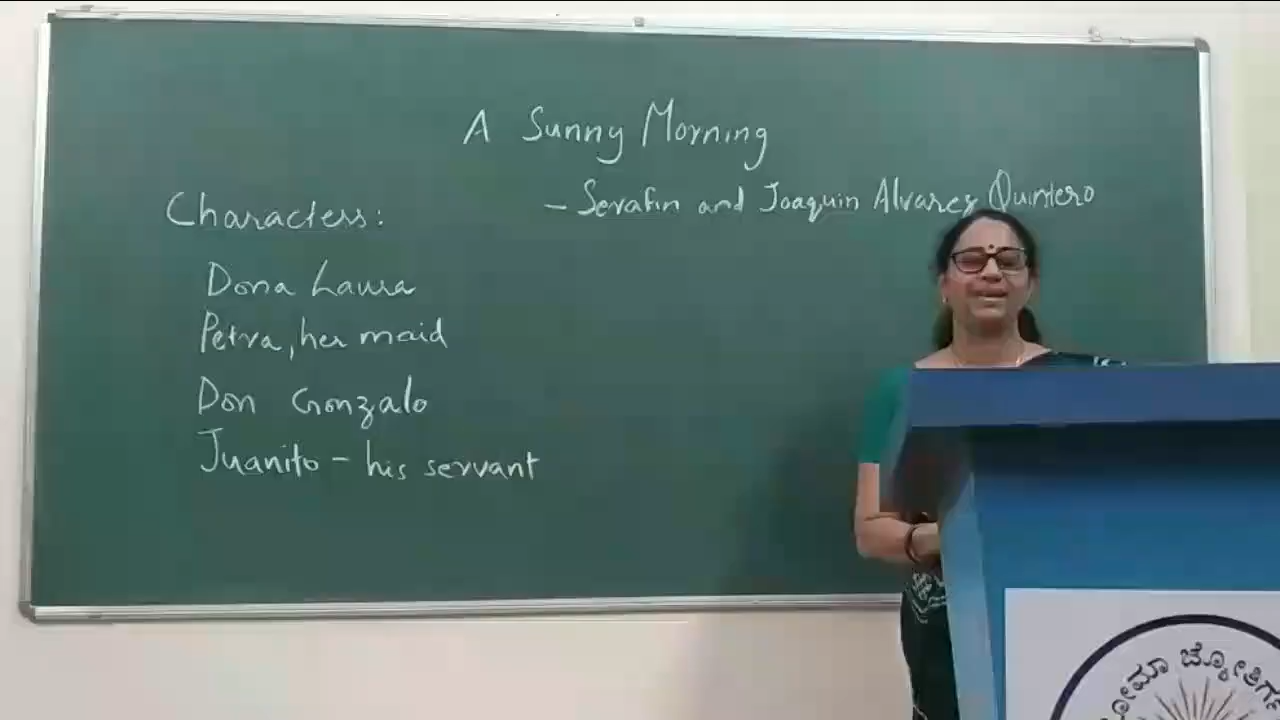 A Sunny Morning
- Serafin and Joaquin Alvarez Quintero
Characters:
Dona Laura
Petra, her maid
Don Gonzalo
Juanito - his servant
ಜ್ಯೋತಿರ್ಗ